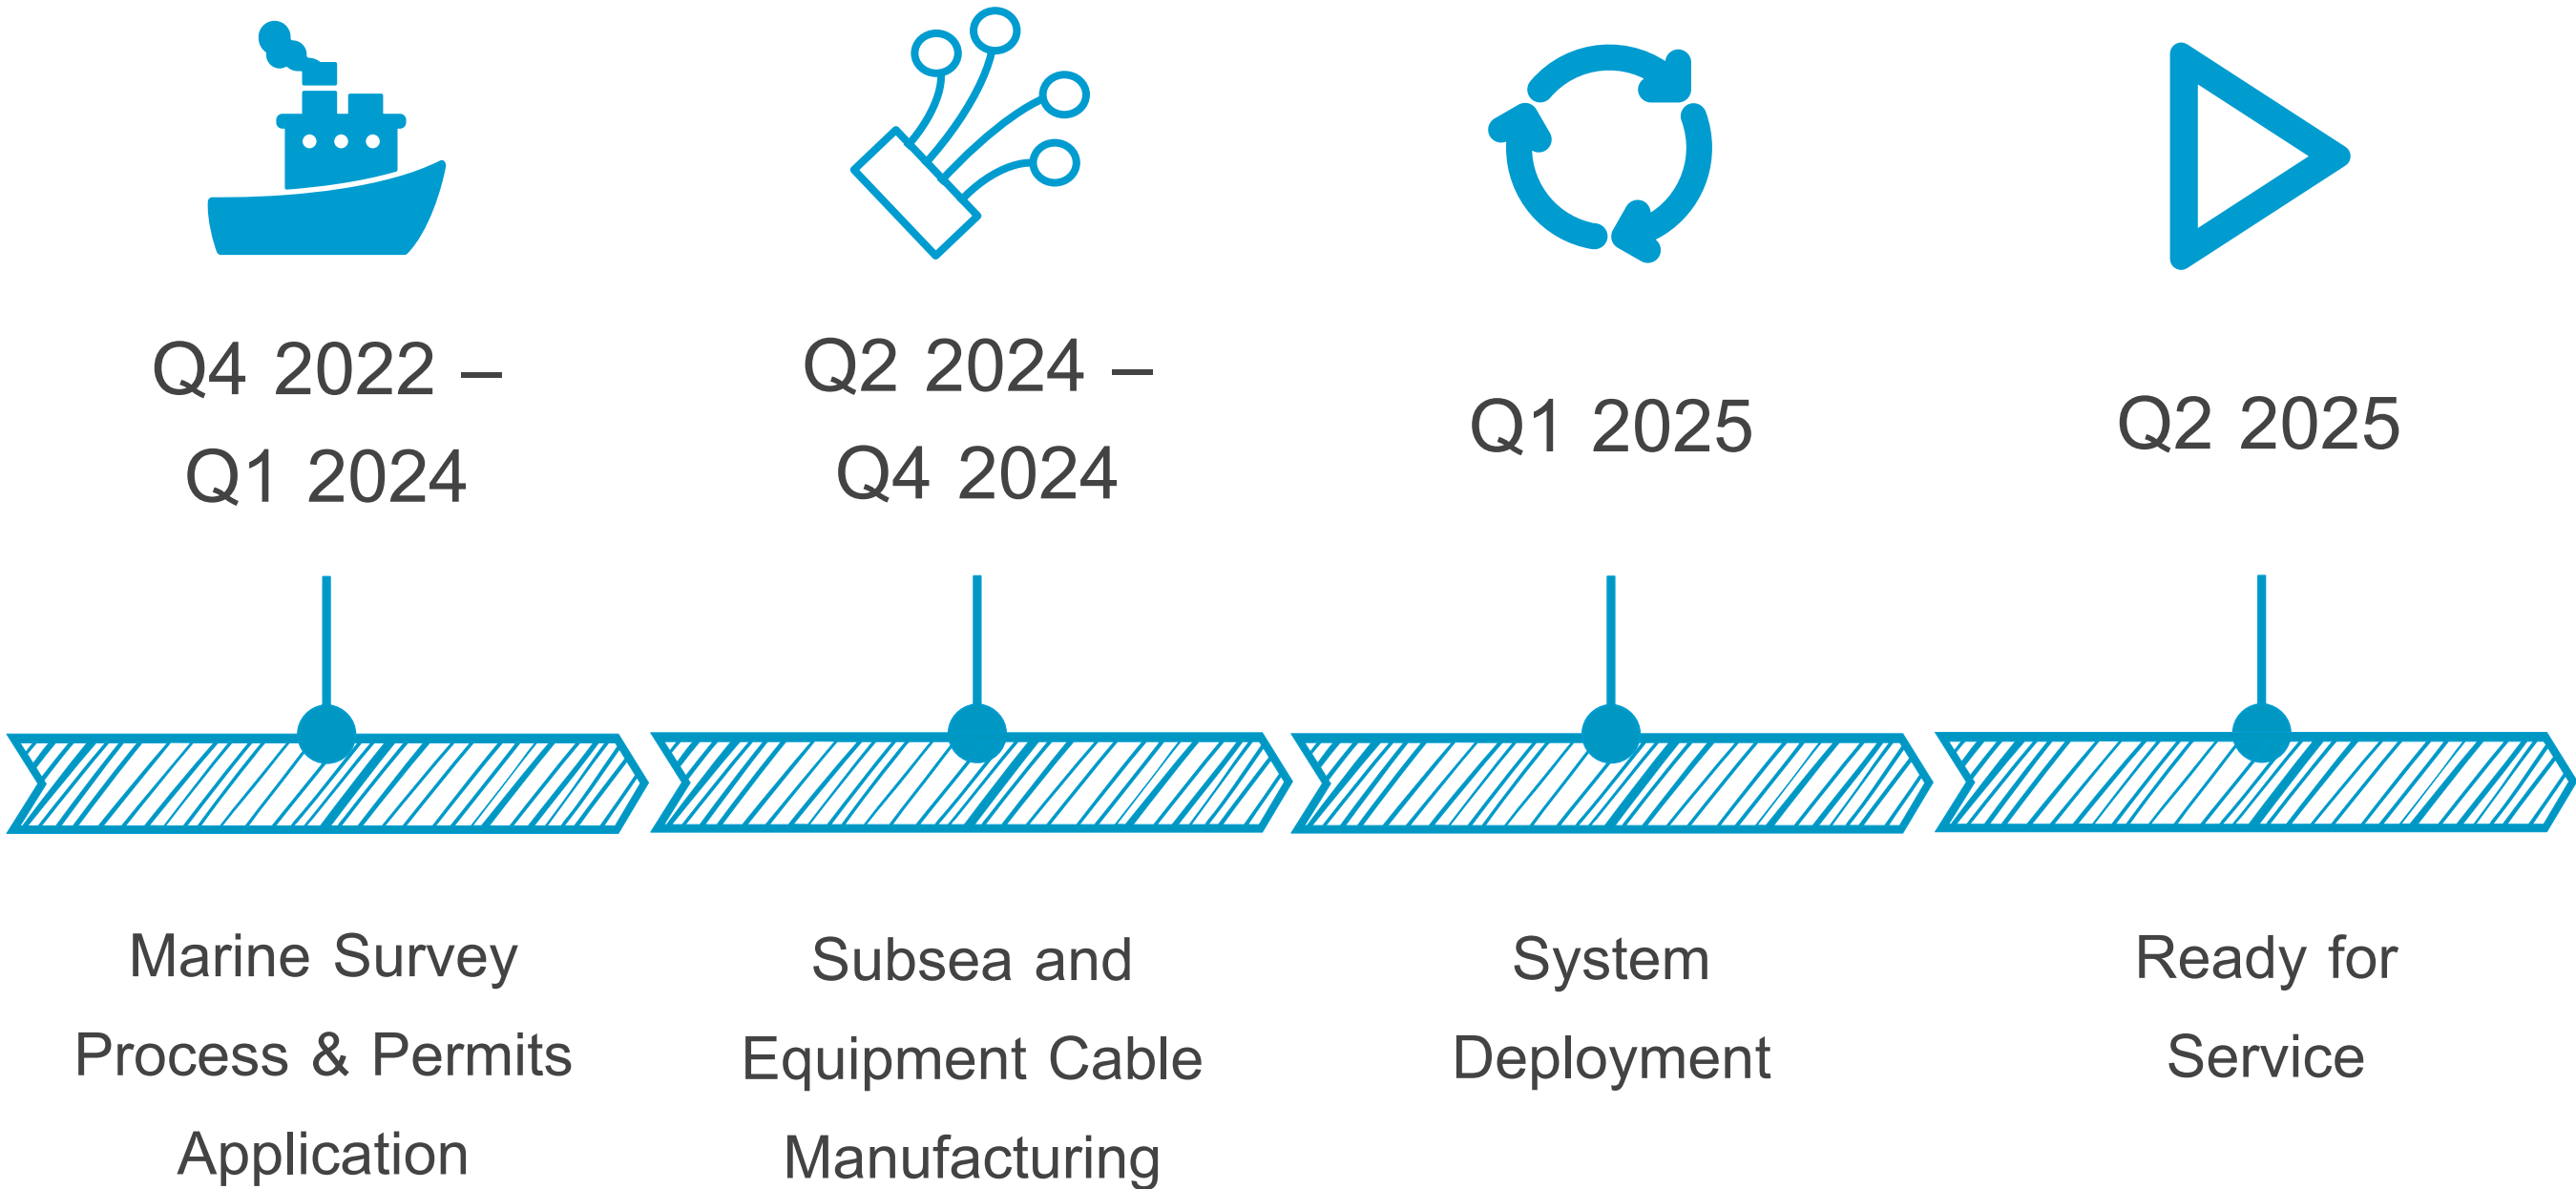 Q4 2022 –
Q1 2024
Q2 2024 –
Q4 2024
Q1 2025
Q2 2025
Marine Survey
Process & Permits
Application
Subsea and
Equipment Cable
Manufacturing
System
Deployment
Ready for
Service